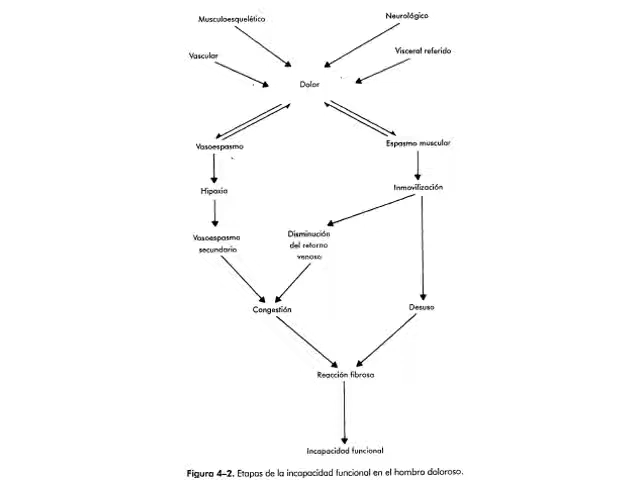 Musculoesquelético
Neurológico
Vascular
Visceral referido
Dolor
Vasoespasmo
Espasmo muscular
Hipoxia
Inmovilización
Vasoespasmo
secundario
Disminución
del retorno
venoso
Congestión
Desuso
Reacción fibrosa
Incapacidad funcional
Figura 4–2. Etapas de la incapacidad funcional en el hombro doloroso.